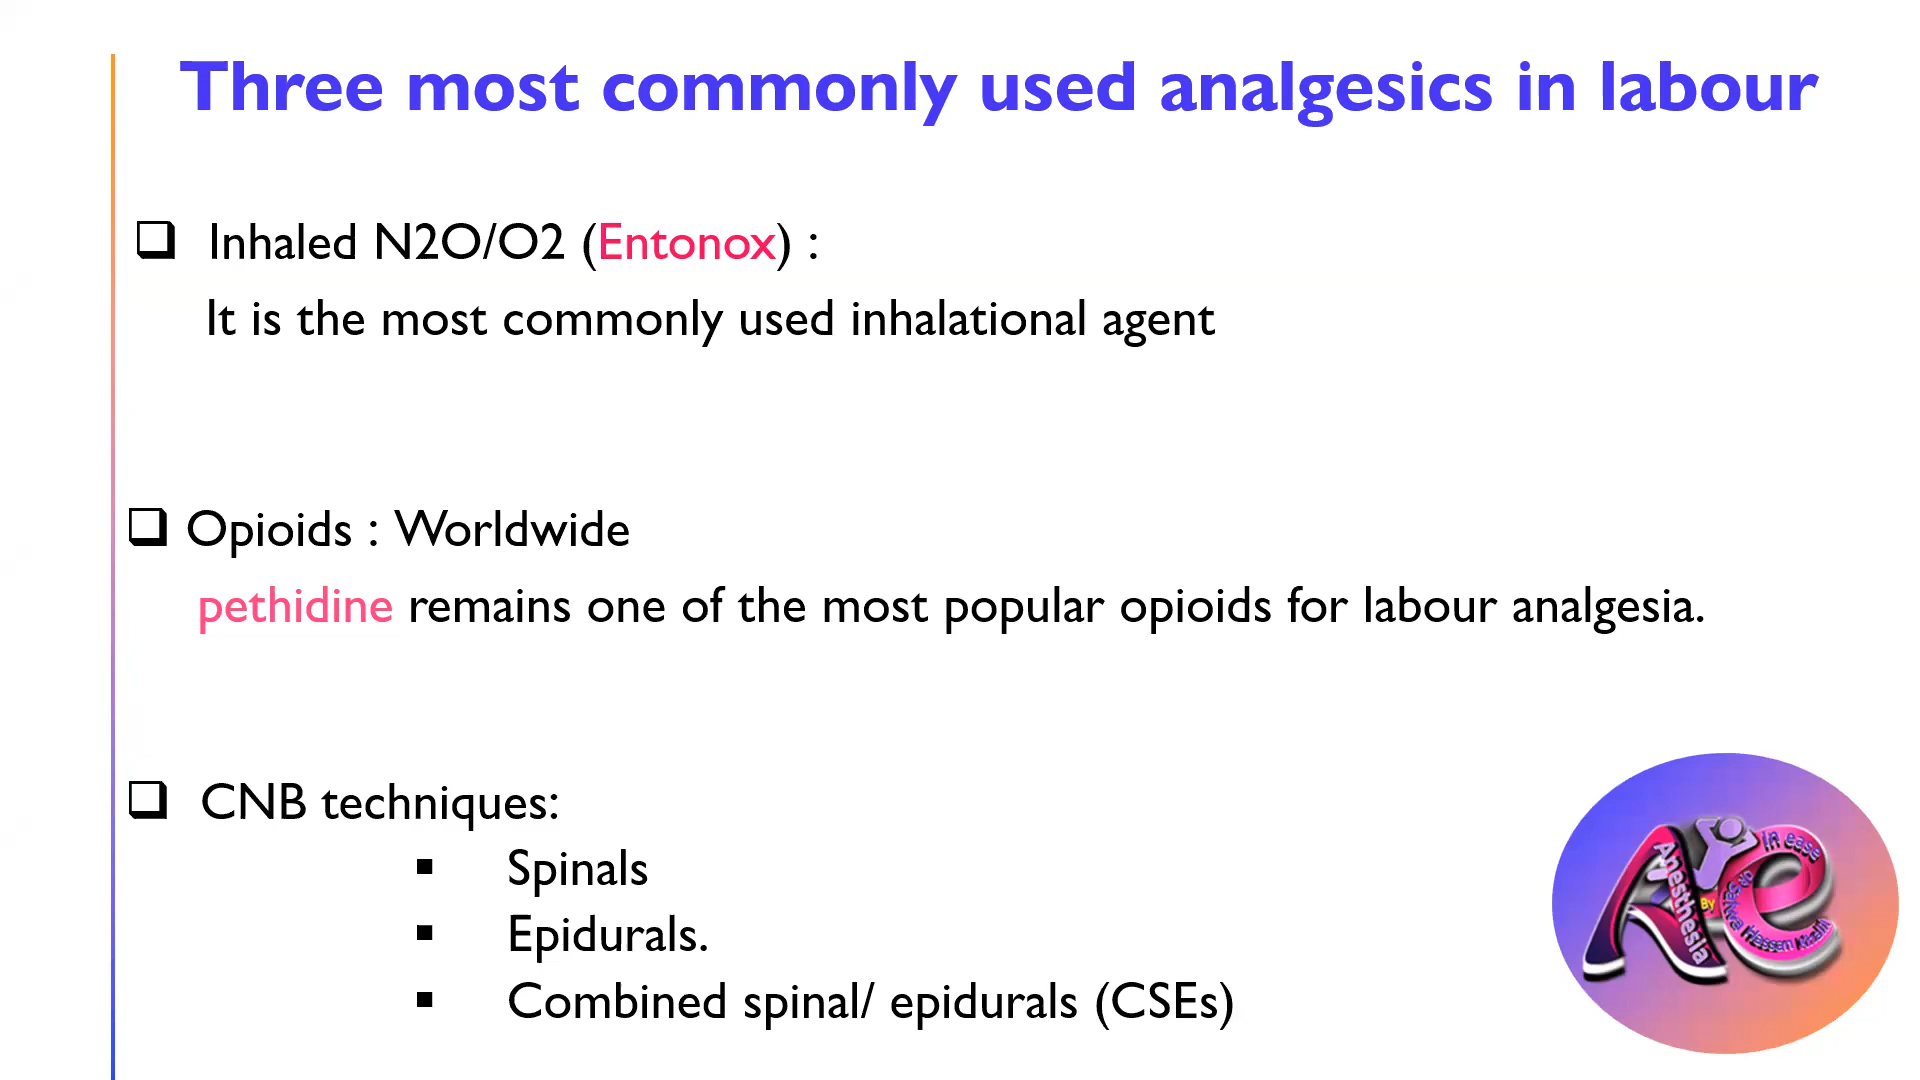 Three most commonly used analgesics in labour
Inhaled N2O/O2 (Entonox) :
It is the most commonly used inhalational agent
Opioids : Worldwide
pethidine remains one of the most popular opioids for labour analgesia.
CNB techniques:
Spinals
Epidurals.
Combined spinal/ epidurals (CSEs)
Anesthesia
In ease
By
Hassen